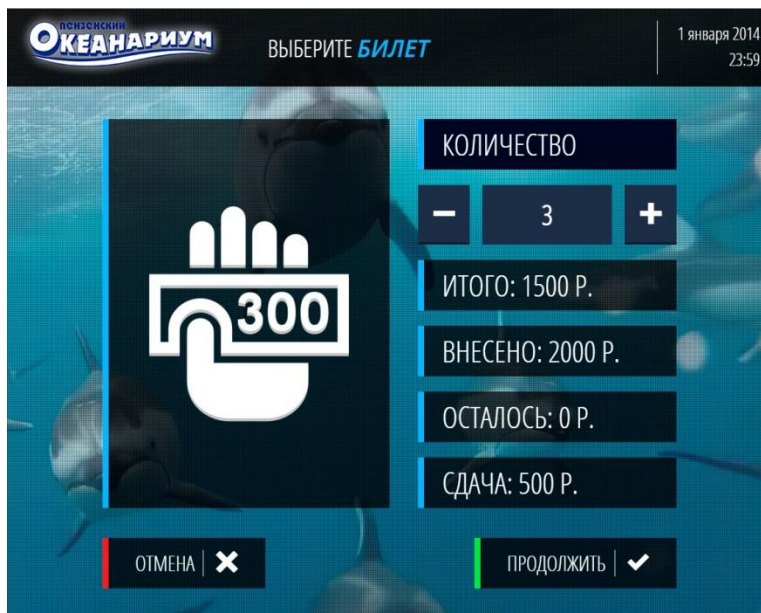 ПЕНЗЕНСКИЙ
ОКЕАНАРИУМ
ВЫБЕРИТЕ БИЛЕТ
1 января 2014
23:59
300
КОЛИЧЕСТВО
− 3 +
ИТОГО: 1500 Р.
ВНЕСЕНО: 2000 Р.
ОСТАЛОСЬ: 0 Р.
СДАЧА: 500 Р.
ОТМЕНА
ПРОДОЛЖИТЬ